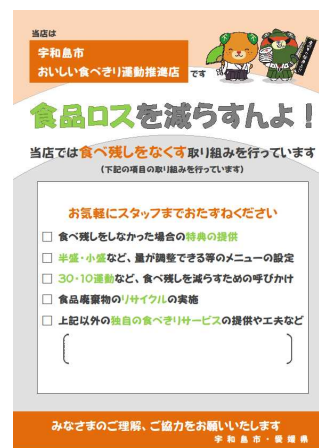 当店は
宇和島市
おいしい食べきり運動推進店 です
食品ロスを減らすんよ！
当店では食べ残しをなくす取り組みを行っています
(下記の項目の取り組みを行っています)
お気軽にスタッフまでおたずねください
□ 食べ残しをしなかった場合の特典の提供
□ 半盛・小盛など、量が調整できる等のメニューの設定
□ 30・10運動など、食べ残しを減らすための呼びかけ
□ 食品廃棄物のリサイクルの実施
□ 上記以外の独自の食べきりサービスの提供や工夫など
みなさまのご理解、ご協力をお願いいたします
宇和島市・愛媛県